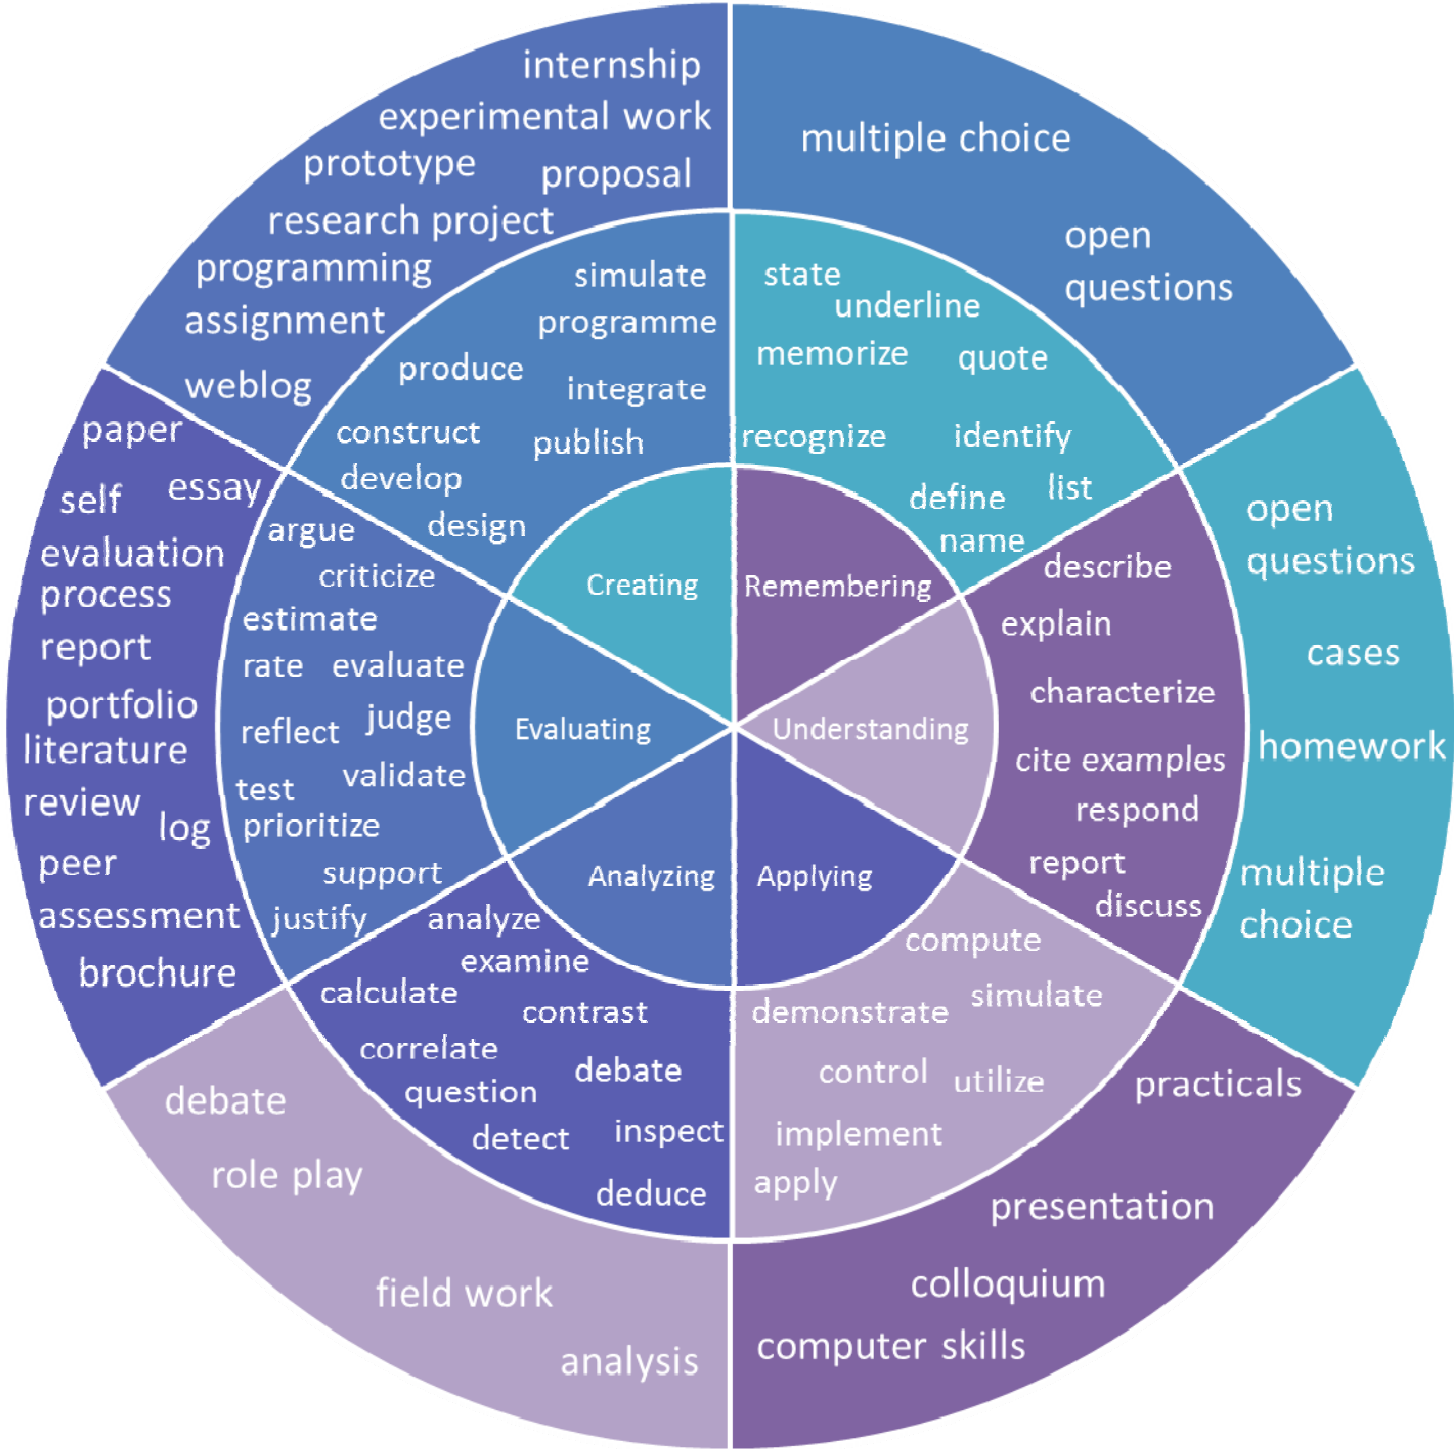 internship
experimental work
prototype
proposal
research project
programming
assignment
weblog
multiple choice
open
questions
simulate
programme
produce
integrate
construct
publish
develop
design
state
underline
memorize
quote
recognize
identify
define
list
name
paper
self
essay
evaluation
process
report
portfolio
literature
review
log
peer
assessment
brochure
argue
criticize
estimate
rate
evaluate
reflect
judge
test
validate
prioritize
support
justify
Creating
Remembering
Evaluating
Understanding
Analyzing
Applying
describe
explain
characterize
cite examples
respond
report
discuss
open
questions
cases
homework
multiple
choice
analyze
examine
calculate
contrast
correlate
debate
question
detect
inspect
deduce
compute
demonstrate
simulate
control
utilize
implement
apply
debate
role play
field work
analysis
practicals
presentation
colloquium
computer skills